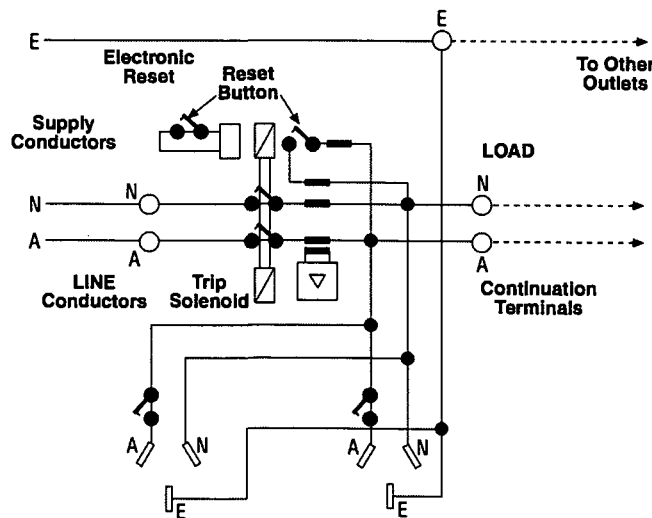 E
E
Electronic
Reset
Reset
Button
To Other
Outlets
Supply
Conductors
LOAD
N
N
N
A
A
A
LINE
Conductors
Trip
Solenoid
Continuation
Terminals
A
N
A
N
E
E